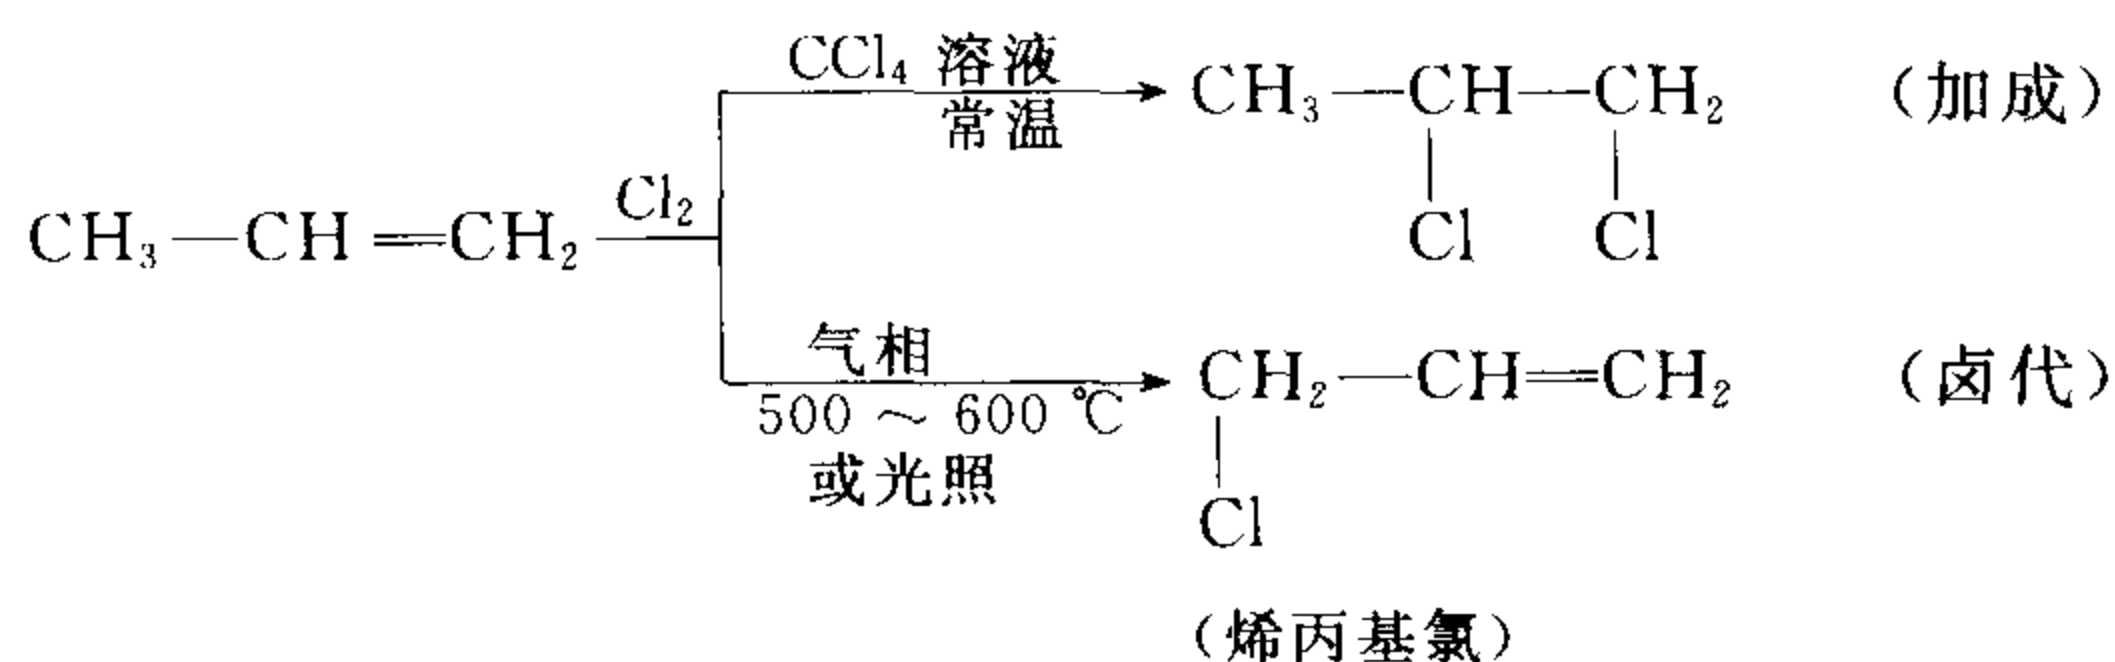 CCl₄ 溶液
常温
CH₃—CH—CH₂ （加成）
Cl Cl
CH₃—CH=CH₂
Cl₂
气相
500 ～ 600 ℃
或光照
CH₂—CH=CH₂ （卤代）
Cl
（烯丙基氯）